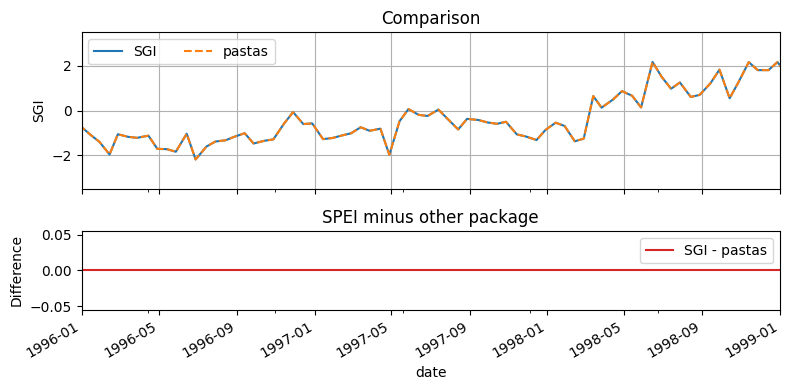 Comparison
SGI
pastas
SGI
2
0
−2
SPEI minus other package
Difference
0.05
0.00
−0.05
SGI - pastas
1996-01
1996-05
1996-09
1997-01
1997-05
1997-09
1998-01
1998-05
1998-09
1999-01
date